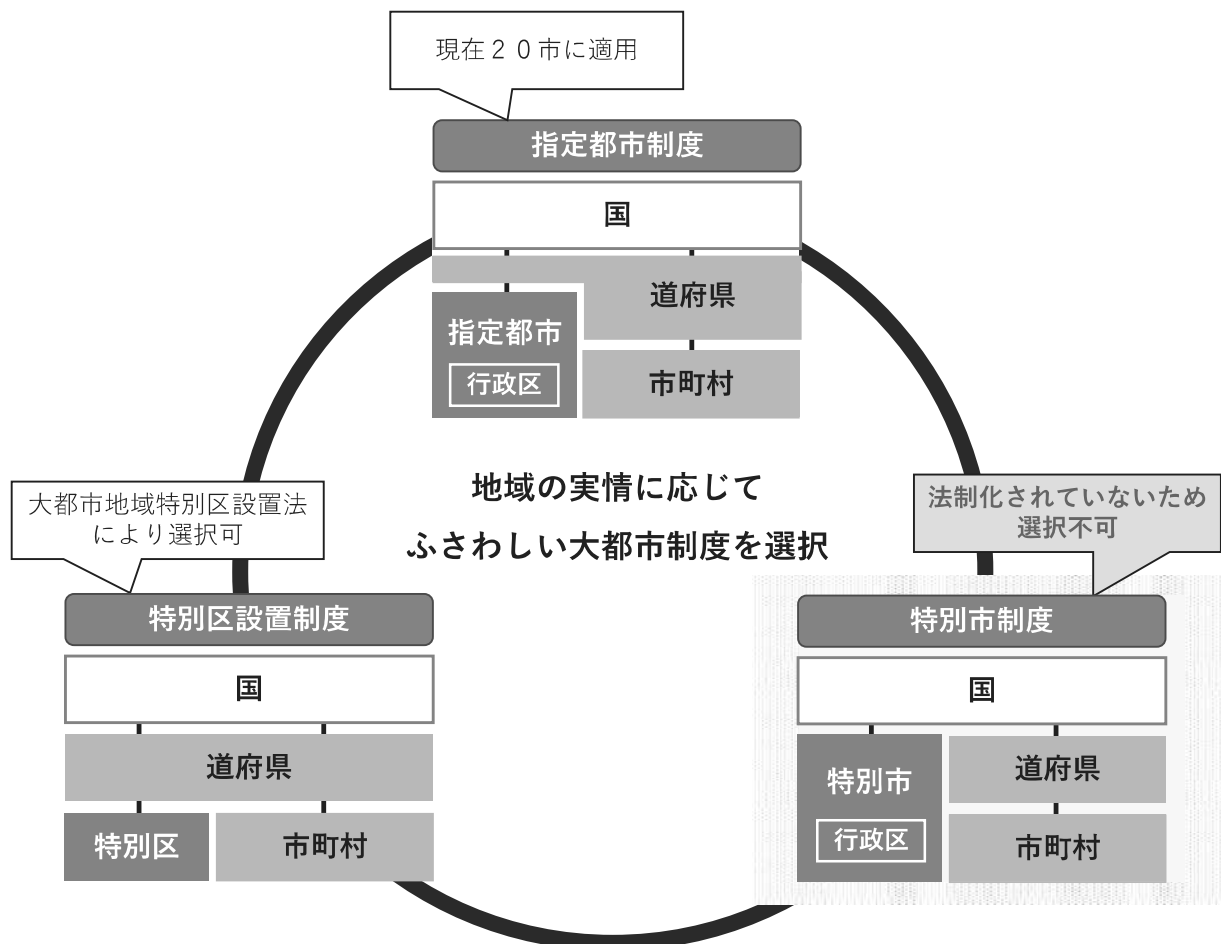 現在２０市に適用
指定都市制度
国
道府県
指定都市
行政区
市町村
地域の実情に応じて
ふさわしい大都市制度を選択
大都市地域特別区設置法
により選択可
特別区設置制度
国
道府県
特別区
市町村
法制化されていないため
選択不可
特別市制度
国
特別市
行政区
道府県
市町村